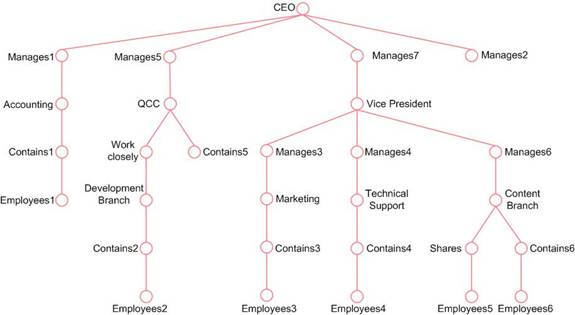 CEO
Manages1
Manages5
Manages7
Manages2
Accounting
QCC
Vice President
Contains1
Work
closely
Contains5
Manages3
Manages4
Manages6
Employees1
Development
Branch
Marketing
Technical
Support
Content
Branch
Contains2
Contains3
Contains4
Shares
Contains6
Employees2
Employees3
Employees4
Employees5
Employees6